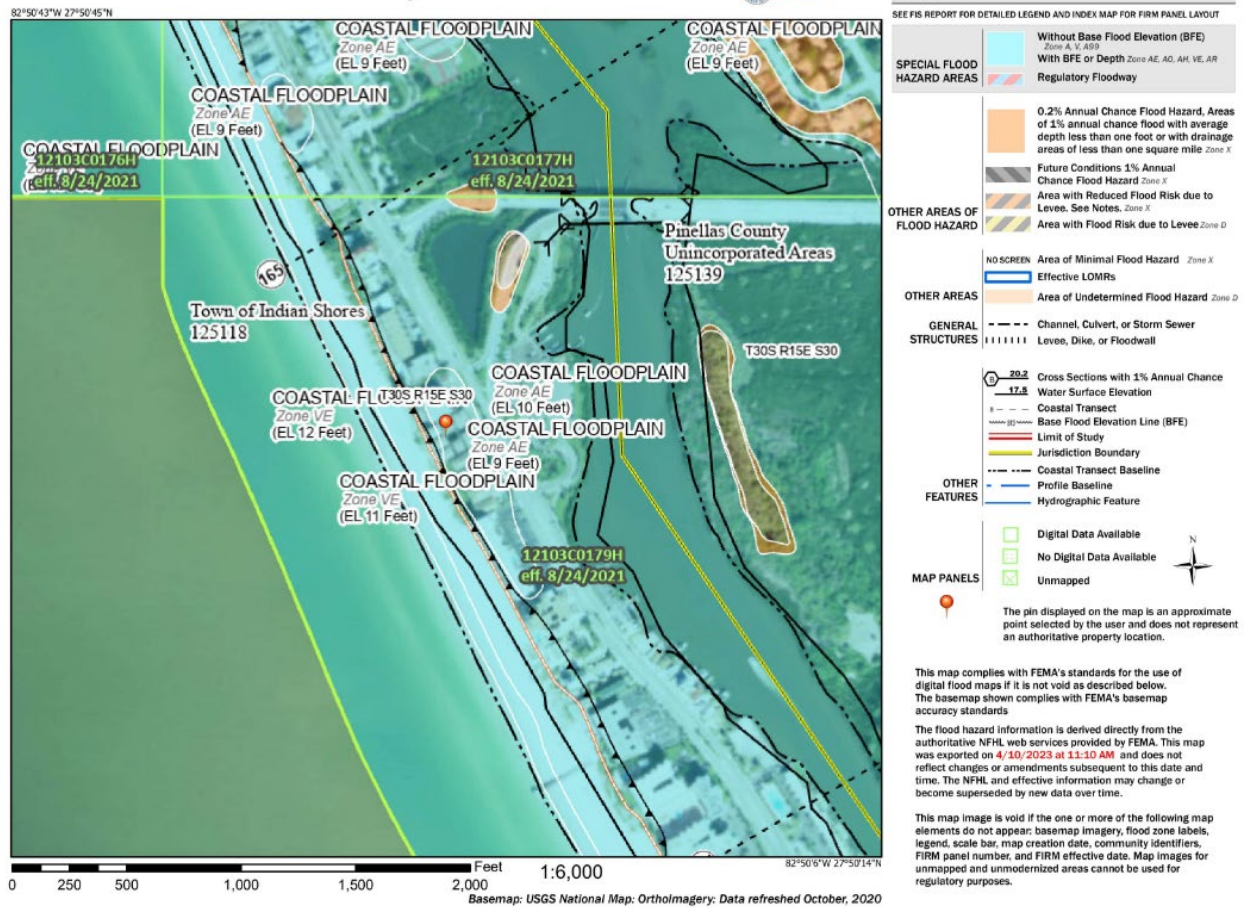 82°50'43"W 27°50'45"N
COASTAL FLOODPLAIN
Zone AE
(EL 9 Feet)
COASTAL FLOODPLAIN
Zone AE
(EL 9 Feet)
COASTAL FLOODPLAIN
Zone AE
(EL 9 Feet)
COASTAL FLOODPLAIN
12103C0176H
eff. 8/24/2021
12103C0177H
eff. 8/24/2021
Pinellas County
Unincorporated Areas
125139
165
Town of Indian Shores
125118
T30S R15E S30
COASTAL FLOODPLAIN
Zone AE
(EL 10 Feet)
COASTAL FLOODPLAIN
T30S R15E S30
Zone VE
(EL 12 Feet)
COASTAL FLOODPLAIN
Zone AE
(EL 9 Feet)
COASTAL FLOODPLAIN
Zone VE
(EL 11 Feet)
12103C0179H
eff. 8/24/2021
82°50'6"W 27°50'14"N
Feet
1:6,000
0 250 500 1,000 1,500 2,000
Basemap: USGS National Map: Orthoimagery: Data refreshed October, 2020
SEE FIS REPORT FOR DETAILED LEGEND AND INDEX MAP FOR FIRM PANEL LAYOUT
SPECIAL FLOOD
HAZARD AREAS
Without Base Flood Elevation (BFE)
Zone A, V, A99
With BFE or Depth Zone AE, AO, AH, VE, AR
Regulatory Floodway
OTHER AREAS OF
FLOOD HAZARD
0.2% Annual Chance Flood Hazard, Areas
of 1% annual chance flood with average
depth less than one foot or with drainage
areas of less than one square mile Zone X
Future Conditions 1% Annual
Chance Flood Hazard Zone X
Area with Reduced Flood Risk due to
Levee. See Notes. Zone X
Area with Flood Risk due to Levee Zone D
OTHER AREAS
NO SCREEN Area of Minimal Flood Hazard Zone X
Effective LOMRs
Area of Undetermined Flood Hazard Zone D
GENERAL
STRUCTURES
Channel, Culvert, or Storm Sewer
Levee, Dike, or Floodwall
OTHER
FEATURES
B 20.2 Cross Sections with 1% Annual Chance
17.5 Water Surface Elevation
8 Coastal Transect
513 Base Flood Elevation Line (BFE)
Limit of Study
Jurisdiction Boundary
Coastal Transect Baseline
Profile Baseline
Hydrographic Feature
MAP PANELS
Digital Data Available
No Digital Data Available
Unmapped
N
The pin displayed on the map is an approximate
point selected by the user and does not represent
an authoritative property location.
This map complies with FEMA's standards for the use of
digital flood maps if it is not void as described below.
The basemap shown complies with FEMA's basemap
accuracy standards
The flood hazard information is derived directly from the
authoritative NFHL web services provided by FEMA. This map
was exported on 4/10/2023 at 11:10 AM and does not
reflect changes or amendments subsequent to this date and
time. The NFHL and effective information may change or
become superseded by new data over time.
This map image is void if the one or more of the following map
elements do not appear: basemap imagery, flood zone labels,
legend, scale bar, map creation date, community identifiers,
FIRM panel number, and FIRM effective date. Map images for
unmapped and unmodernized areas cannot be used for
regulatory purposes.